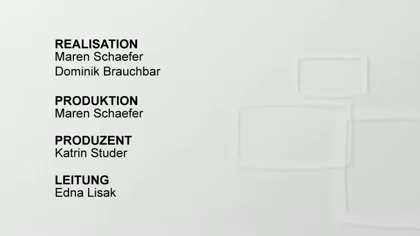 REALISATION
Maren Schaefer
Dominik Brauchbar
PRODUKTION
Maren Schaefer
PRODUZENT
Katrin Studer
LEITUNG
Edna Lisak